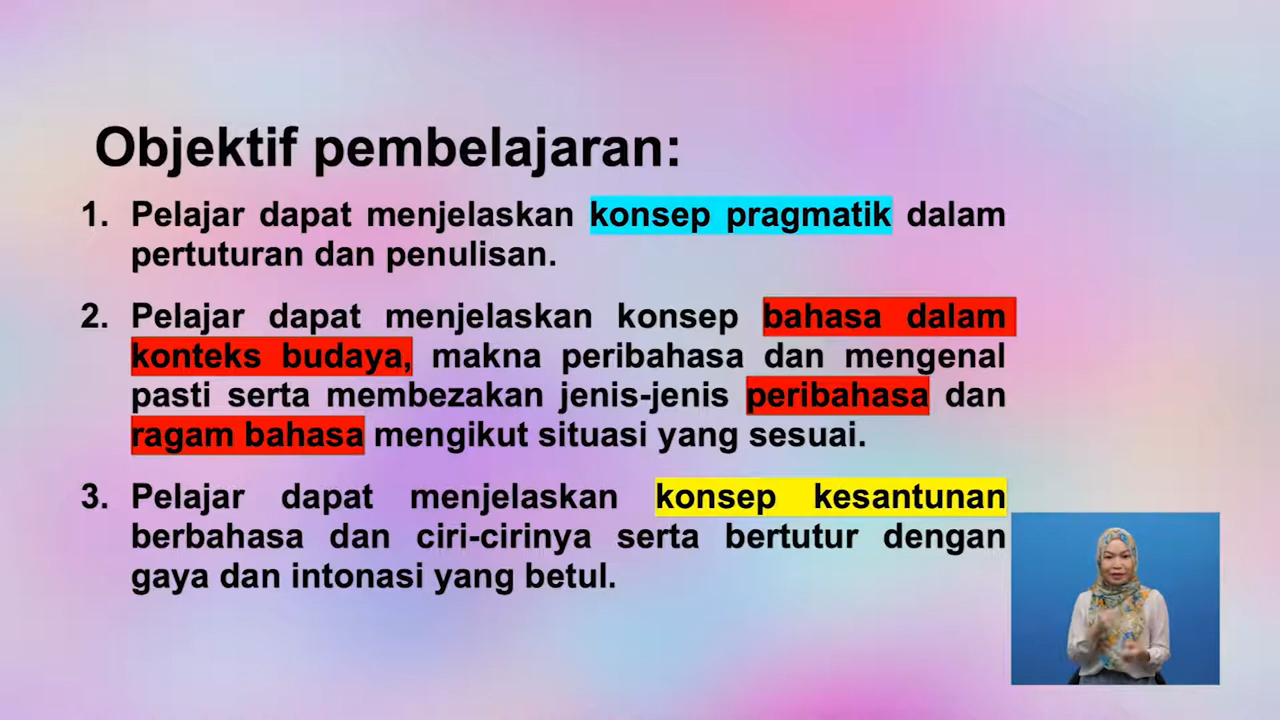 Objektif pembelajaran:
1. Pelajar dapat menjelaskan konsep pragmatik dalam
pertuturan dan penulisan.
2. Pelajar dapat menjelaskan konsep bahasa dalam
konteks budaya, makna peribahasa dan mengenal
pasti serta membezakan jenis-jenis peribahasa dan
ragam bahasa mengikut situasi yang sesuai.
3. Pelajar dapat menjelaskan konsep kesantunan
berbahasa dan ciri-cirinya serta bertutur dengan
gaya dan intonasi yang betul.